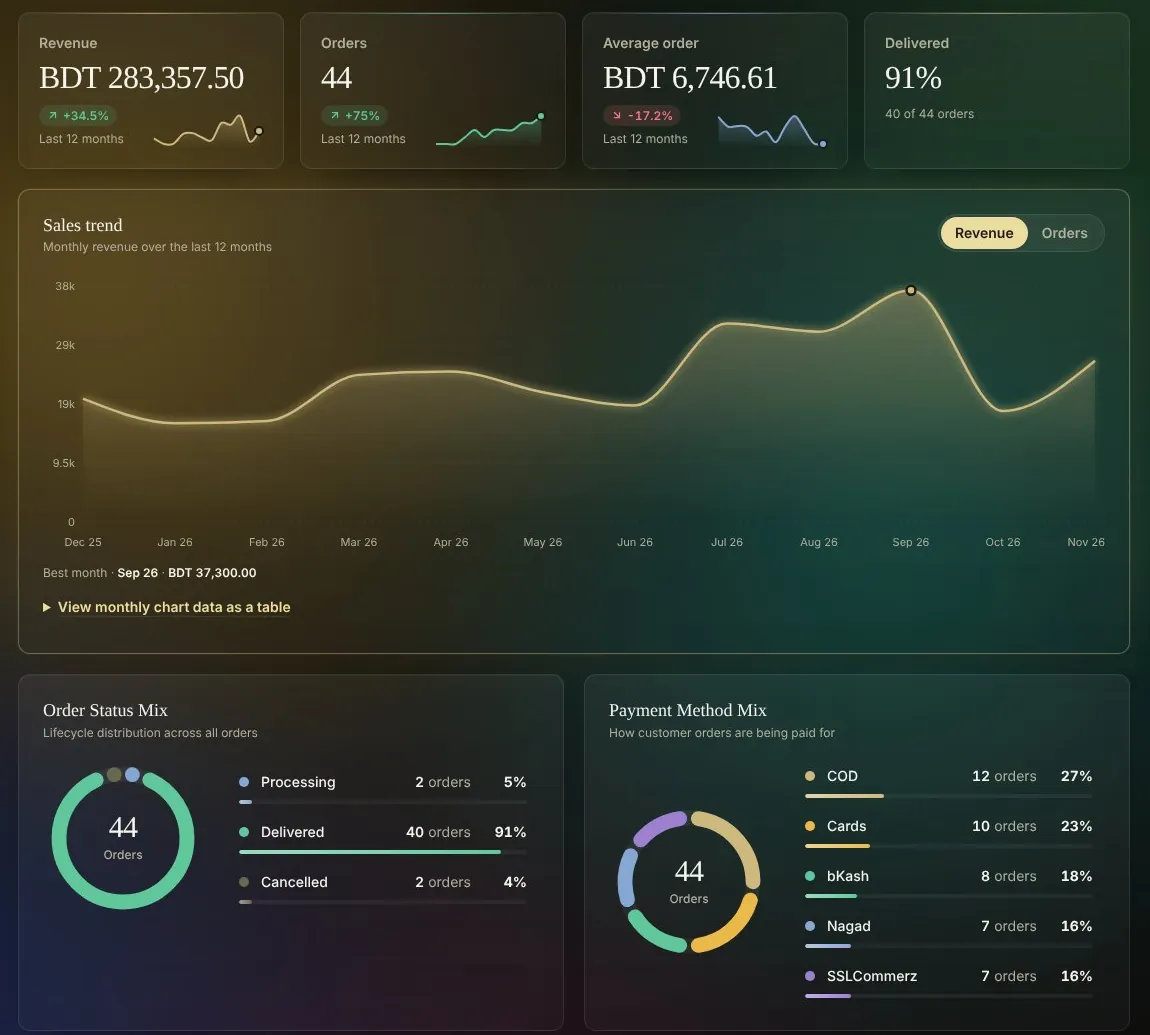 Revenue
BDT 283,357.50
↗ +34.5%
Last 12 months
Orders
44
↗ +75%
Last 12 months
Average order
BDT 6,746.61
↘ -17.2%
Last 12 months
Delivered
91%
40 of 44 orders
Sales trend
Monthly revenue over the last 12 months
Revenue Orders
38k
29k
19k
9.5k
0
Dec 25 Jan 26 Feb 26 Mar 26 Apr 26 May 26 Jun 26 Jul 26 Aug 26 Sep 26 Oct 26 Nov 26
Best month · Sep 26 · BDT 37,300.00
▶ View monthly chart data as a table
Order Status Mix
Lifecycle distribution across all orders
44
Orders
Processing 2 orders 5%
Delivered 40 orders 91%
Cancelled 2 orders 4%
Payment Method Mix
How customer orders are being paid for
44
Orders
COD 12 orders 27%
Cards 10 orders 23%
bKash 8 orders 18%
Nagad 7 orders 16%
SSLCommerz 7 orders 16%